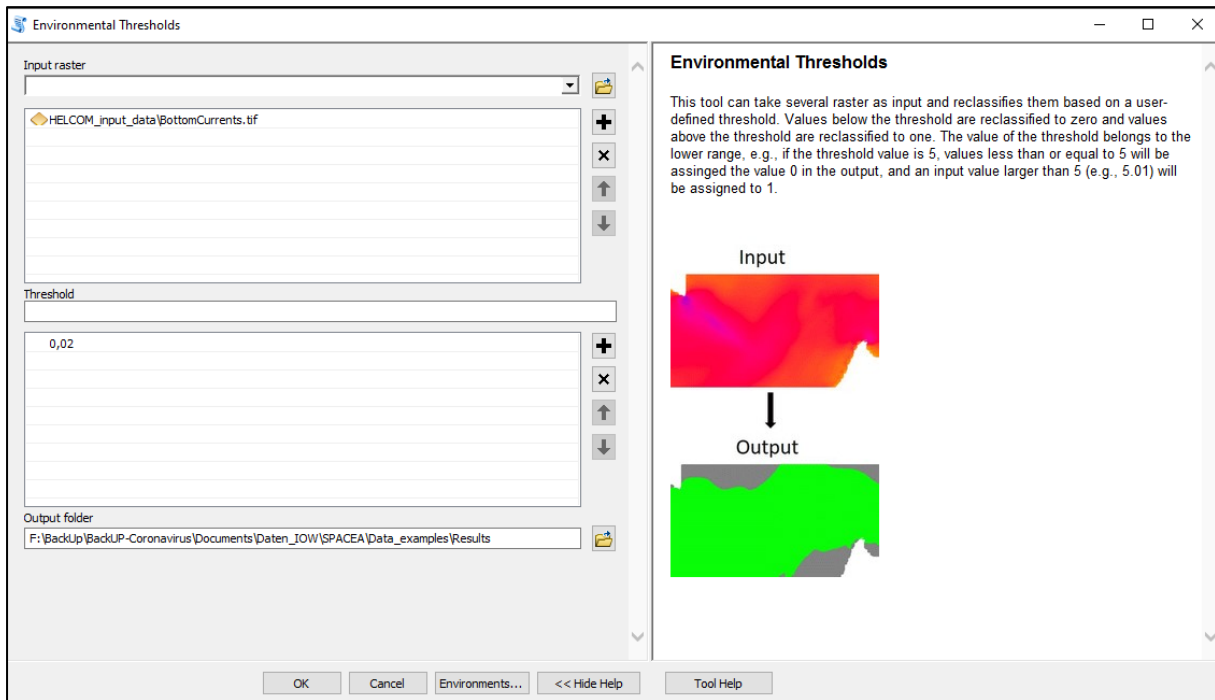 Environmental Thresholds
Input raster
HELCOM_input_data\BottomCurrents.tif
Threshold
0,02
Output folder
F:\BackUp\BackUP-Coronavirus\Documents\Daten_IOW\SPACEA\Data_examples\Results
Environmental Thresholds
This tool can take several raster as input and reclassifies them based on a user-
defined threshold. Values below the threshold are reclassified to zero and values
above the threshold are reclassified to one. The value of the threshold belongs to the
lower range, e.g., if the threshold value is 5, values less than or equal to 5 will be
assinged the value 0 in the output, and an input value larger than 5 (e.g., 5.01) will
be assigned to 1.
Input
Output
OK
Cancel
Environments...
<< Hide Help
Tool Help